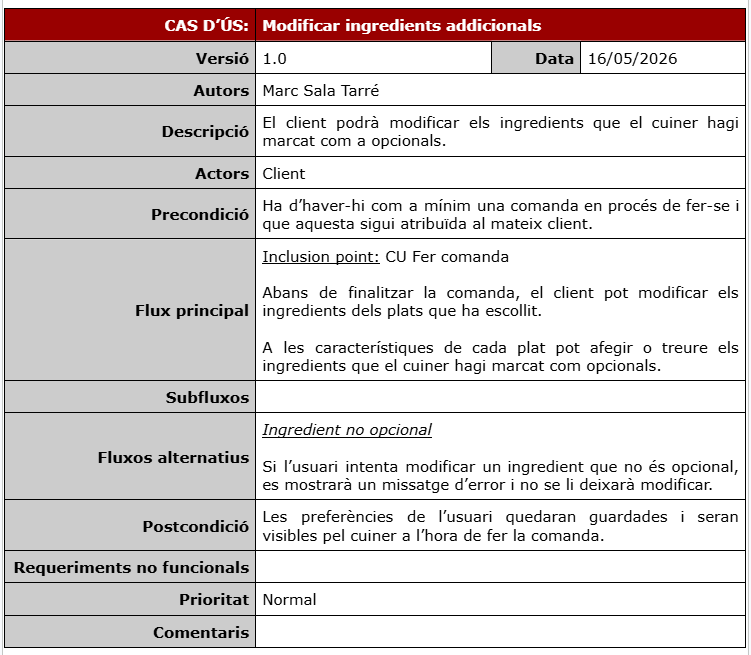 CAS D’ÚS: Modificar ingredients addicionals
Versió 1.0 Data 16/05/2026
Autors Marc Sala Tarré
Descripció El client podrà modificar els ingredients que el cuiner hagi
marcat com a opcionals.
Actors Client
Precondició Ha d’haver-hi com a mínim una comanda en procés de fer-se i
que aquesta sigui atribuïda al mateix client.
Flux principal
Inclusion point: CU Fer comanda
Abans de finalitzar la comanda, el client pot modificar els
ingredients dels plats que ha escollit.
A les característiques de cada plat pot afegir o treure els
ingredients que el cuiner hagi marcat com opcionals.
Subfluxos
Fluxos alternatius
Ingredient no opcional
Si l’usuari intenta modificar un ingredient que no és opcional,
es mostrarà un missatge d’error i no se li deixarà modificar.
Postcondició Les preferències de l’usuari quedaran guardades i seran
visibles pel cuiner a l’hora de fer la comanda.
Requeriments no funcionals
Prioritat Normal
Comentaris